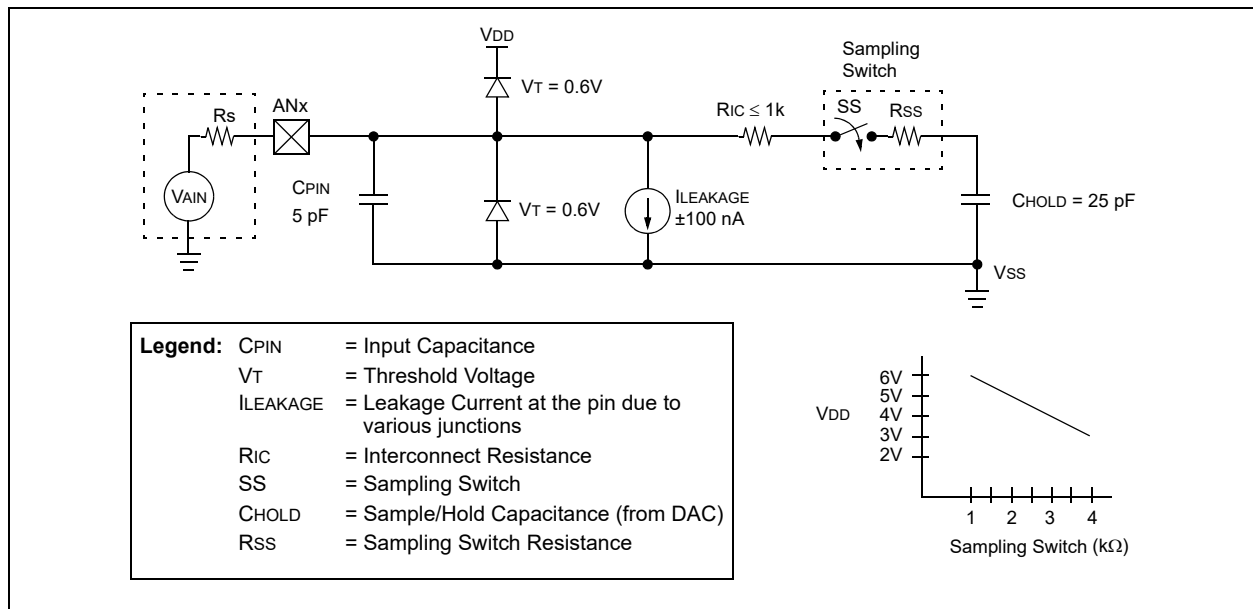 VDD
Sampling
Switch
VT = 0.6V
ANx
Rs
RIC ≤ 1k
SS
RSS
VAIN
CPIN
5 pF
VT = 0.6V
ILEAKAGE
±100 nA
CHOLD = 25 pF
VSS
Legend: CPIN = Input Capacitance
VT = Threshold Voltage
ILEAKAGE = Leakage Current at the pin due to
various junctions
RIC = Interconnect Resistance
SS = Sampling Switch
CHOLD = Sample/Hold Capacitance (from DAC)
RSS = Sampling Switch Resistance
6V
5V
VDD
4V
3V
2V
1 2 3 4
Sampling Switch (kΩ)